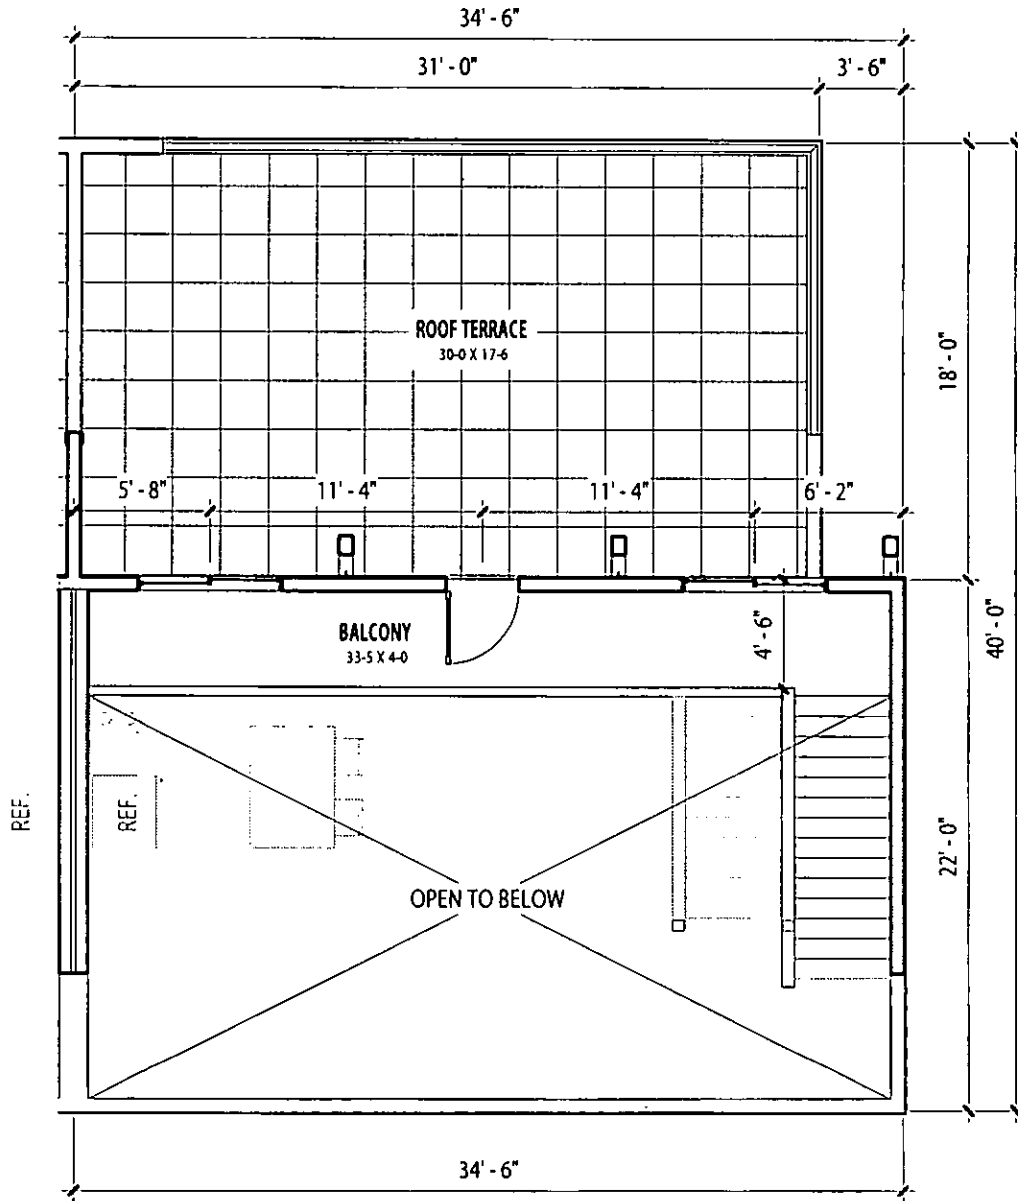 34' - 6"
31' - 0"
3' - 6"
ROOF TERRACE
30-0 X 17-6
18' - 0"
5' - 8"
11' - 4"
11' - 4"
6' - 2"
BALCONY
33-5 X 4-0
4' - 6"
40' - 0"
REF.
REF.
22' - 0"
OPEN TO BELOW
34' - 6"